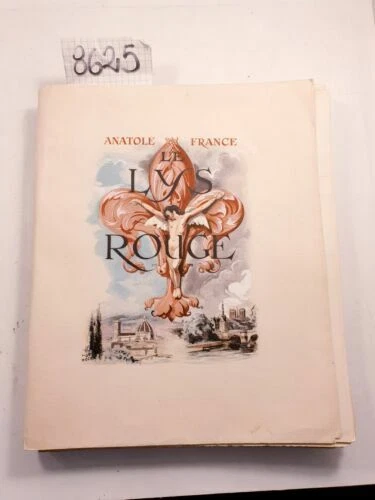 8625
ANATOLE FRANCE
LE
LYS
ROUGE